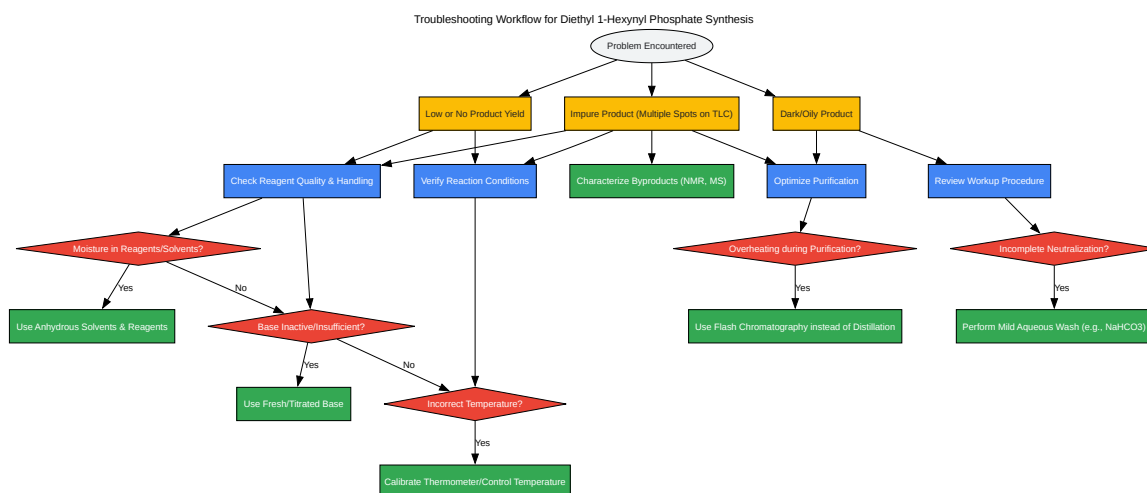 Troubleshooting Workflow for Diethyl 1-Hexynyl Phosphate Synthesis
Problem Encountered
Low or No Product Yield
Impure Product (Multiple Spots on TLC)
Dark/Oily Product
Check Reagent Quality & Handling
Verify Reaction Conditions
Characterize Byproducts (NMR, MS)
Optimize Purification
Review Workup Procedure
Moisture in Reagents/Solvents?
Overheating during Purification?
Incomplete Neutralization?
Yes
No
Yes
Yes
Use Anhydrous Solvents & Reagents
Base Inactive/Insufficient?
Use Flash Chromatography instead of Distillation
Perform Mild Aqueous Wash (e.g., NaHCO3)
Yes
No
Use Fresh/Titrated Base
Incorrect Temperature?
Yes
Calibrate Thermometer/Control Temperature